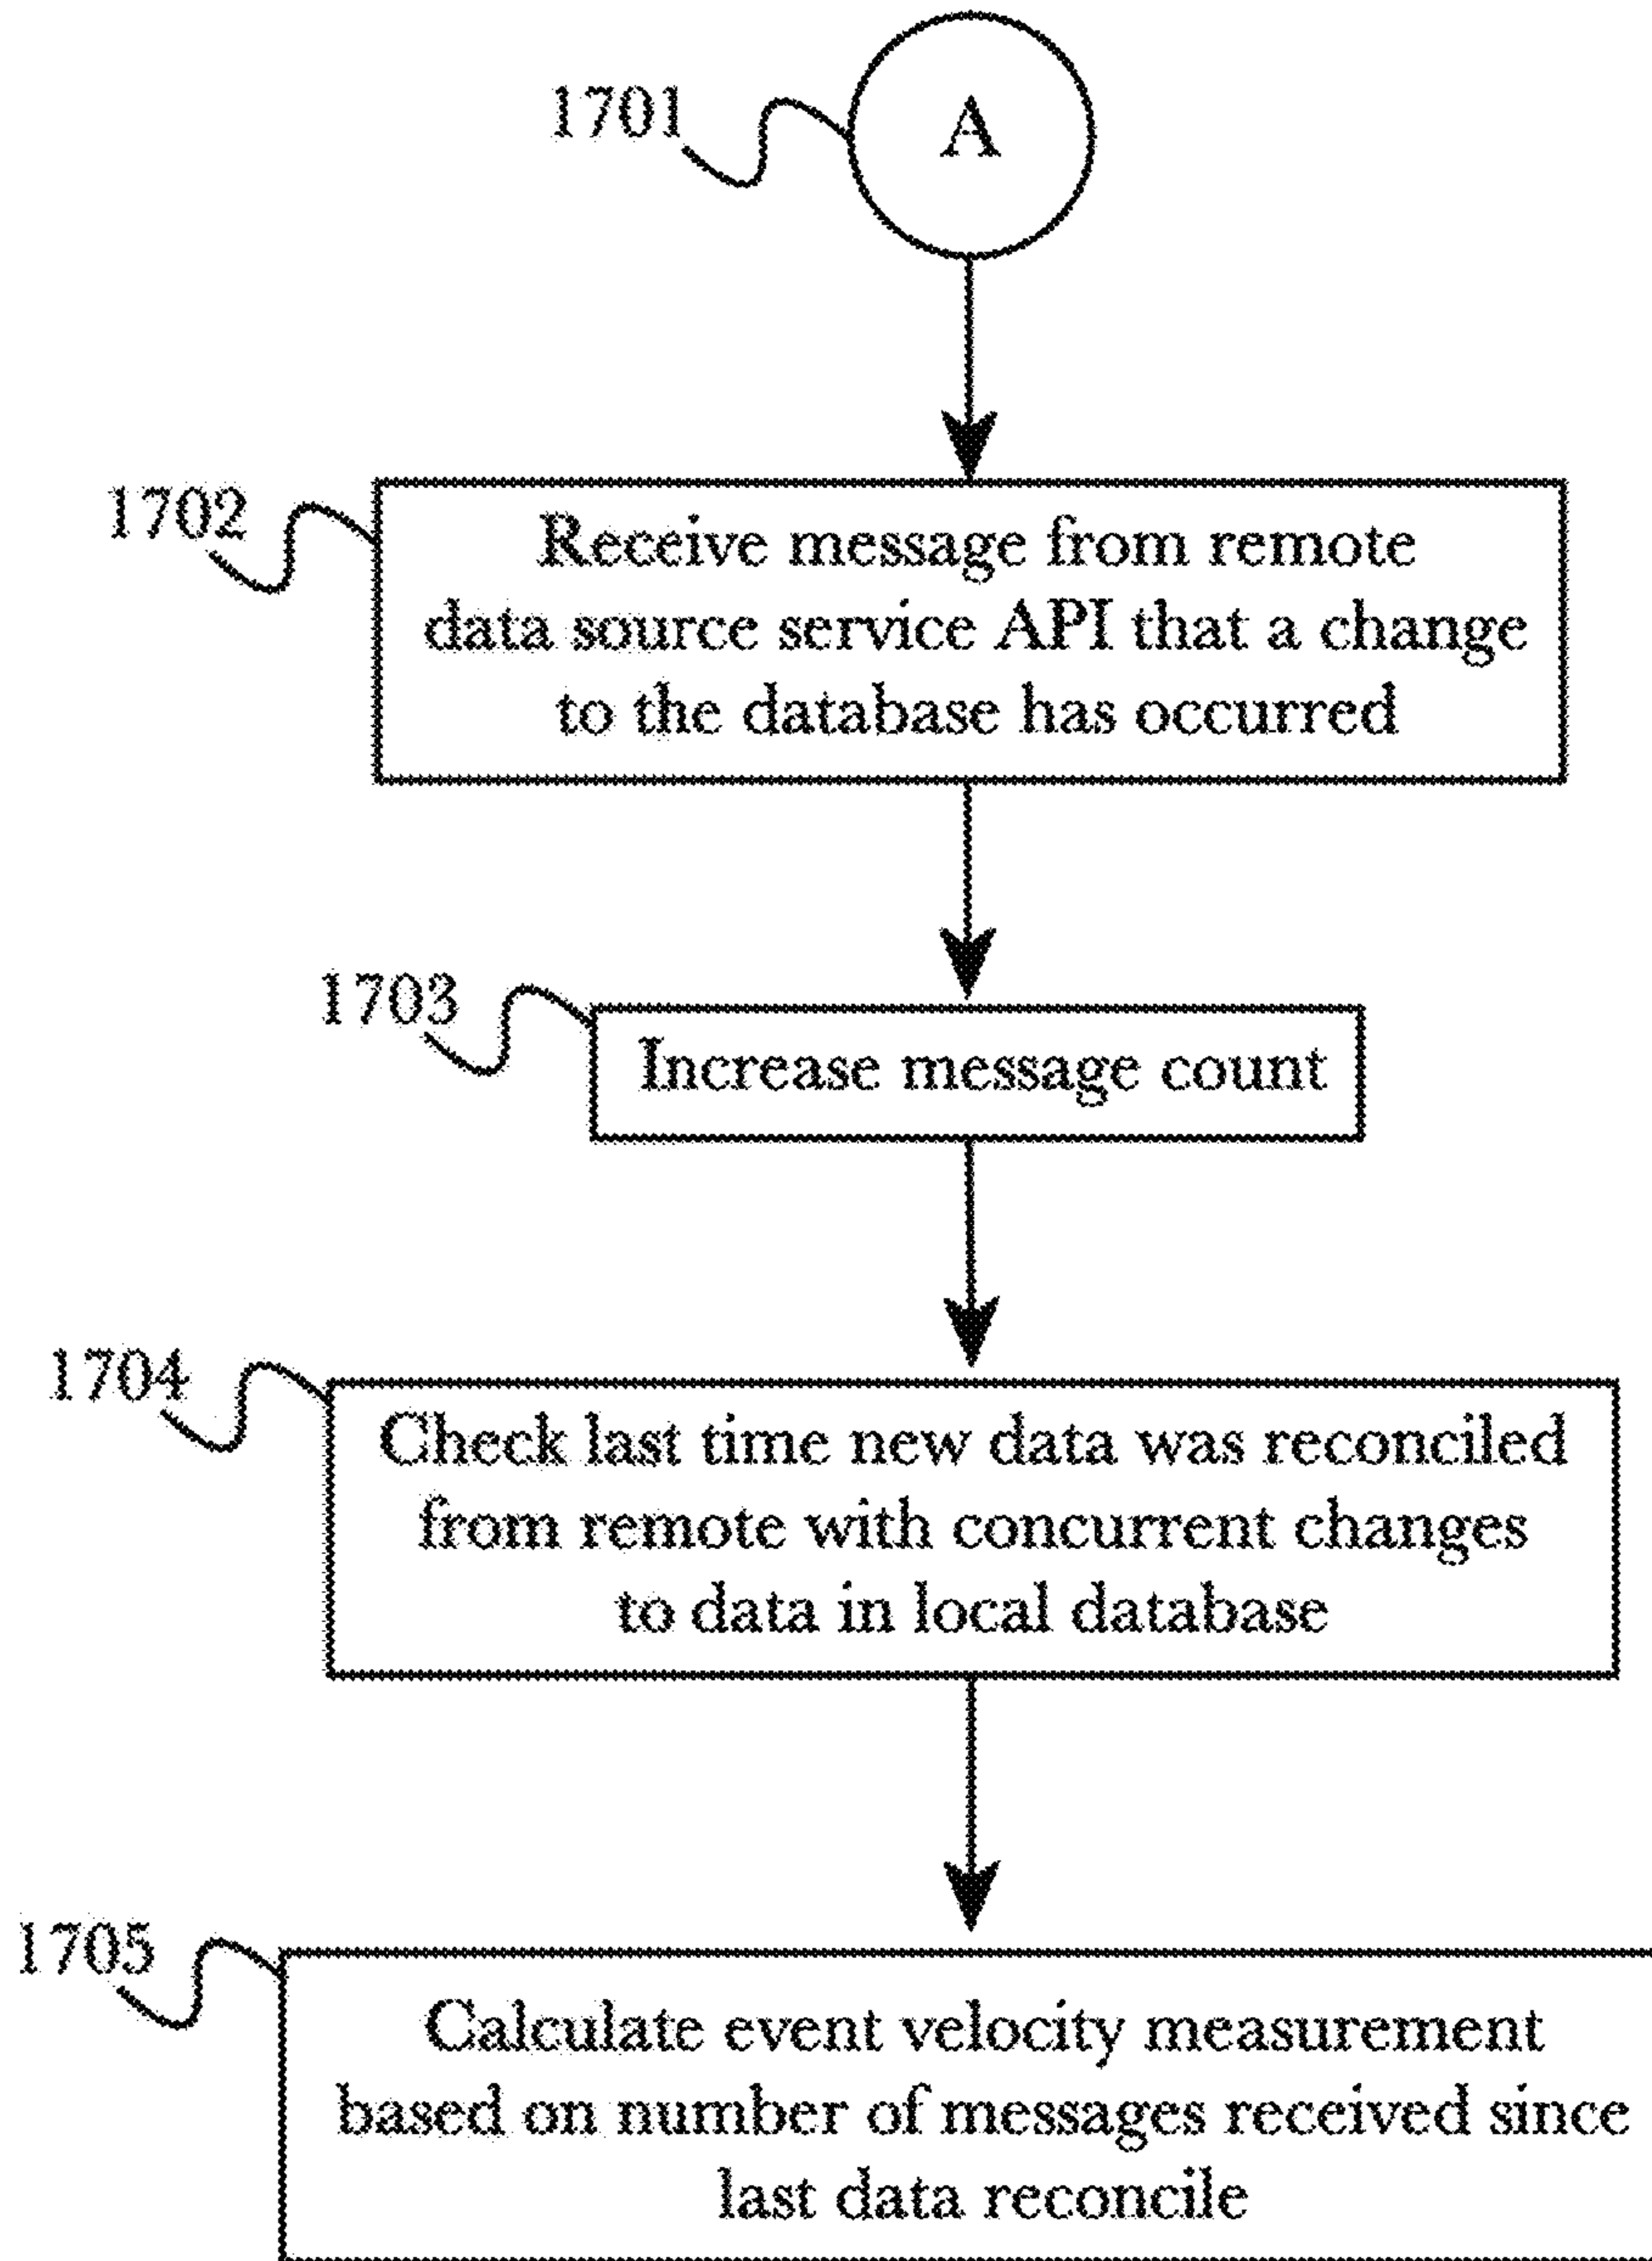 1701
A
1702
Receive message from remote
data source service API that a change
to the database has occurred
1703
Increase message count
1704
Check last time new data was reconciled
from remote with concurrent changes
to data in local database
1705
Calculate event velocity measurement
based on number of messages received since
last data reconcile